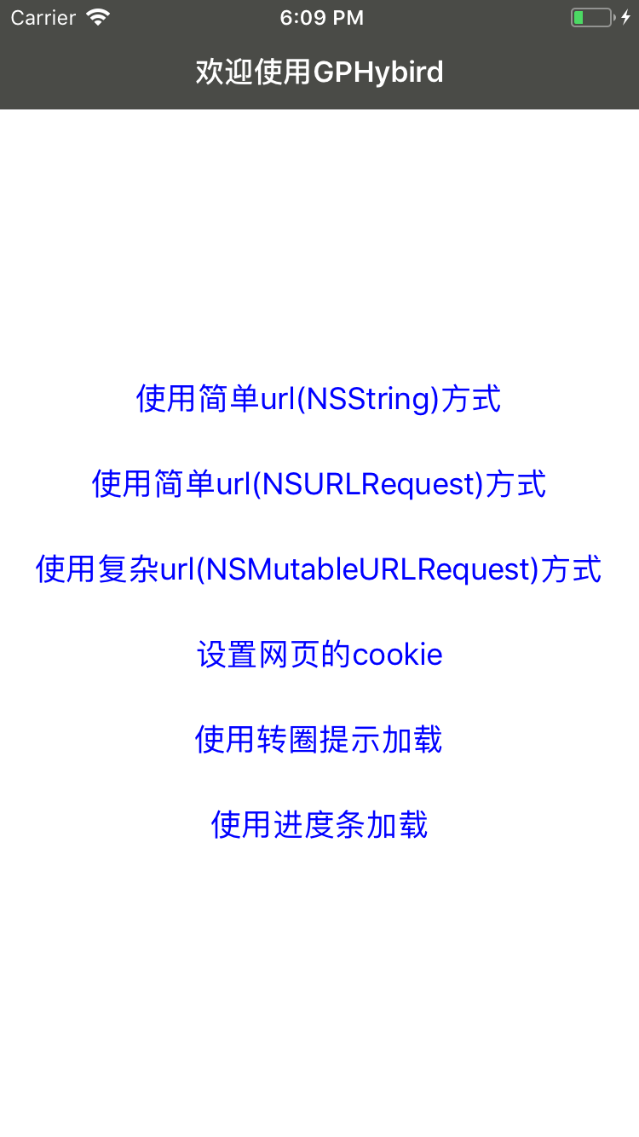 Carrier 6:09 PM
欢迎使用GPHybird
使用简单url(NSString)方式
使用简单url(NSURLRequest)方式
使用复杂url(NSMutableURLRequest)方式
设置网页的cookie
使用转圈提示加载
使用进度条加载